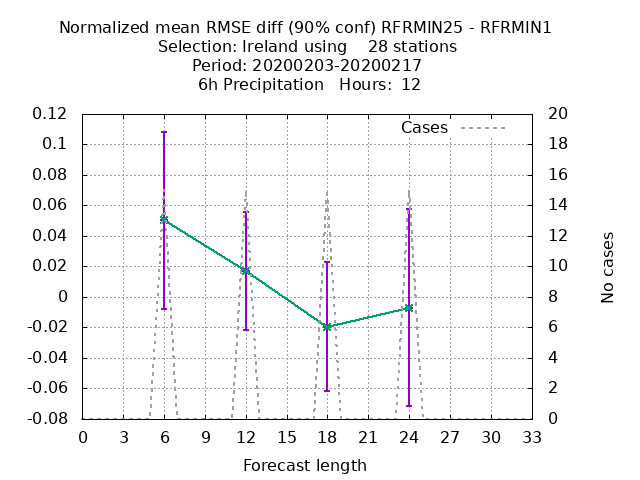 Normalized mean RMSE diff (90% conf) RFRMIN25 - RFRMIN1
Selection: Ireland using    28 stations
Period: 20200203-20200217
6h Precipitation   Hours:  12
0.12
0.1
0.08
0.06
0.04
0.02
0
-0.02
-0.04
-0.06
-0.08
Cases
20
18
16
14
12
10
8
6
4
2
0
No cases
0 3 6 9 12 15 18 21 24 27 30 33
Forecast length